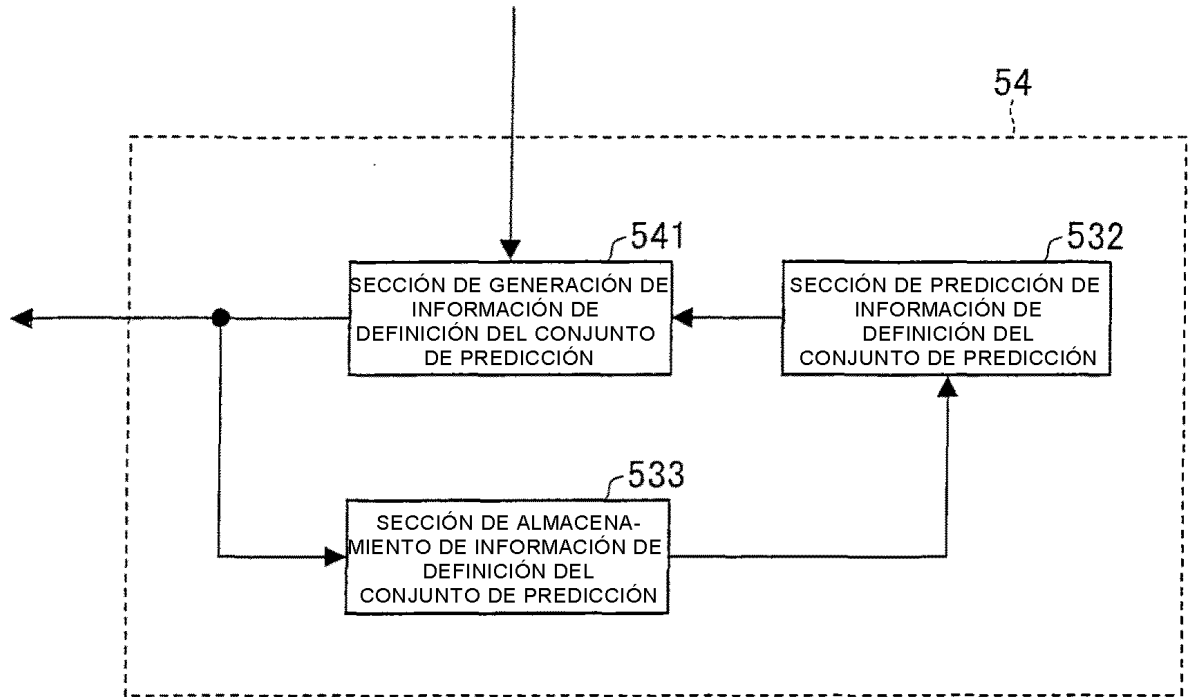 54
541
SECCIÓN DE GENERACIÓN DE
INFORMACIÓN DE
DEFINICIÓN DEL CONJUNTO
DE PREDICCIÓN
532
SECCIÓN DE PREDICCIÓN DE
INFORMACIÓN DE
DEFINICIÓN DEL
CONJUNTO DE PREDICCIÓN
533
SECCIÓN DE ALMACENA-
MIENTO DE INFORMACIÓN DE
DEFINICIÓN DEL
CONJUNTO DE PREDICCIÓN